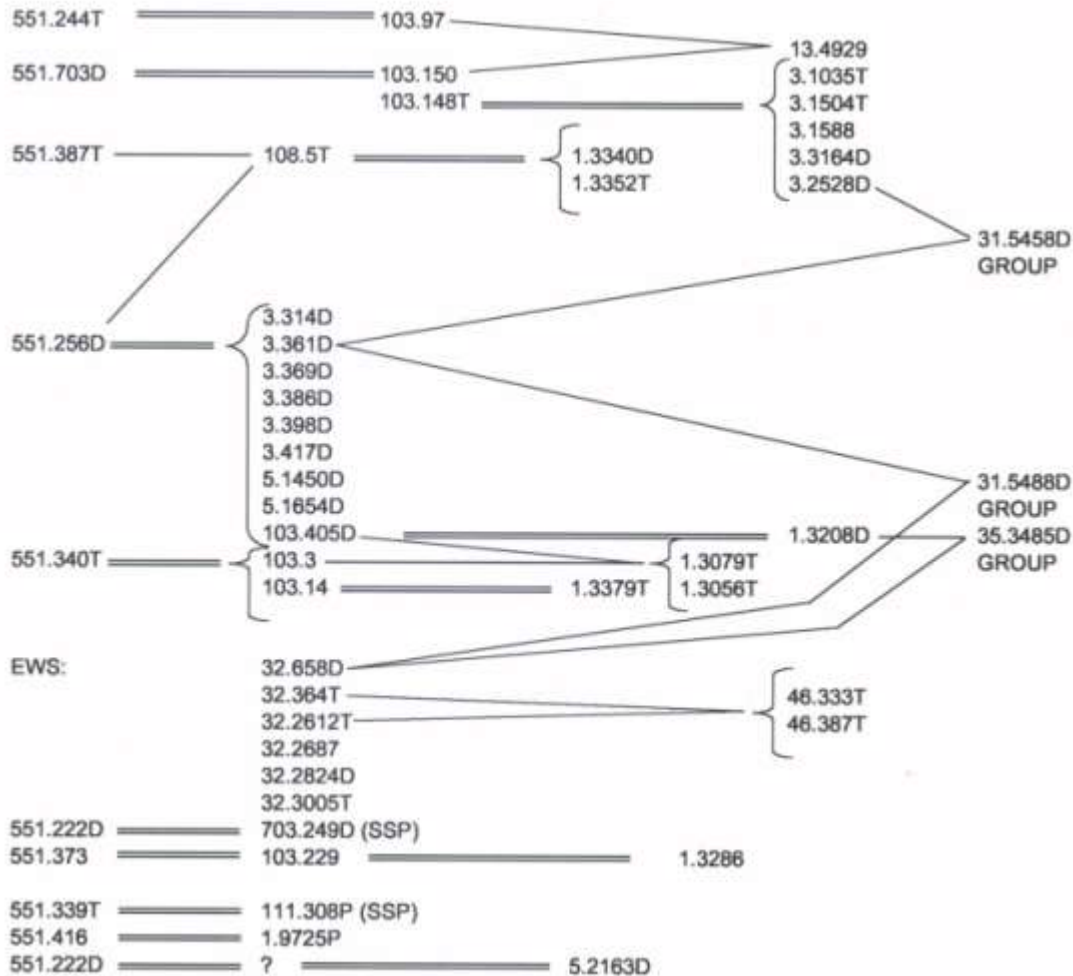 551.244T 103.97
13.4929
551.703D 103.150 3.1035T
103.148T 3.1504T
3.1588
551.387T 108.5T 1.3340D 3.3164D
1.3352T 3.2528D
31.5458D
GROUP
3.314D
551.256D 3.361D
3.369D
3.386D
3.398D
3.417D
5.1450D 31.5488D
5.1654D GROUP
103.405D 1.3208D 35.3485D
551.340T 103.3 1.3079T GROUP
103.14 1.3379T 1.3056T
EWS: 32.658D
32.364T 46.333T
32.2612T 46.387T
32.2687
32.2824D
32.3005T
551.222D 703.249D (SSP)
551.373 103.229 1.3286
551.339T 111.308P (SSP)
551.416 1.9725P
551.222D ? 5.2163D